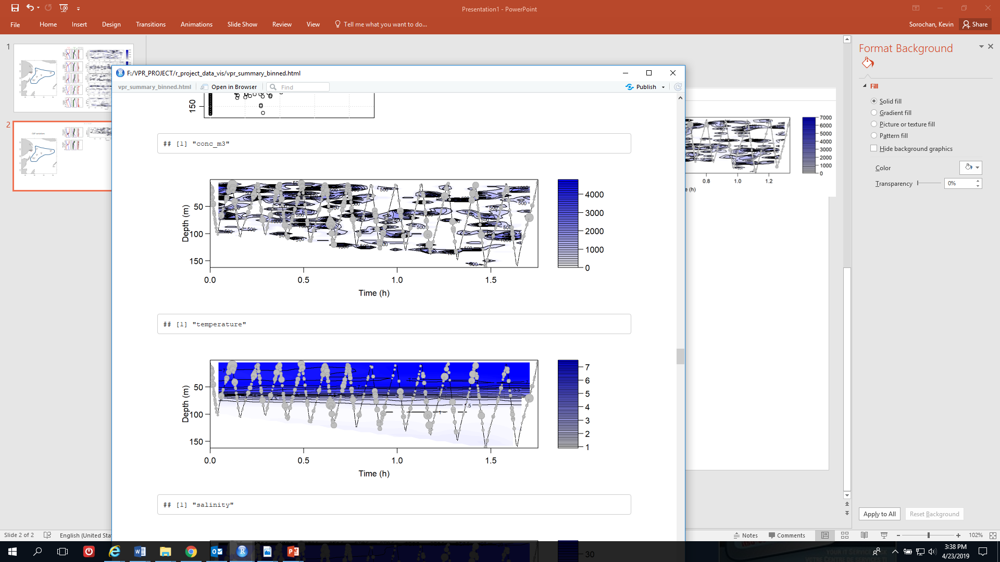 Presentation1 - PowerPoint
File Home Insert Design Transitions Animations Slide Show Review View Tell me what you want to do... Sorochan, Kevin Share
1
2
F:/VPR_PROJECT/r_project_data_vis/vpr_summary_binned.html
vpr_summary_binned.html Open in Browser Find Publish
150
## [1] "conc_m3"
Depth (m)
50
100
150
0.0 0.5 1.0 1.5
Time (h)
4000
3000
2000
1000
0
## [1] "temperature"
Depth (m)
50
100
150
0.0 0.5 1.0 1.5
Time (h)
7
6
5
4
3
2
1
## [1] "salinity"
30
7000
6000
5000
4000
3000
2000
1000
0
0.8 1.0 1.2
(h)
Format Background
Fill
Solid fill
Gradient fill
Picture or texture fill
Pattern fill
Hide background graphics
Color
Transparency 0%
Apply to All Reset Background
Slide 2 of 2 English (United Sta Notes Comments 102%
3:38 PM
4/23/2019